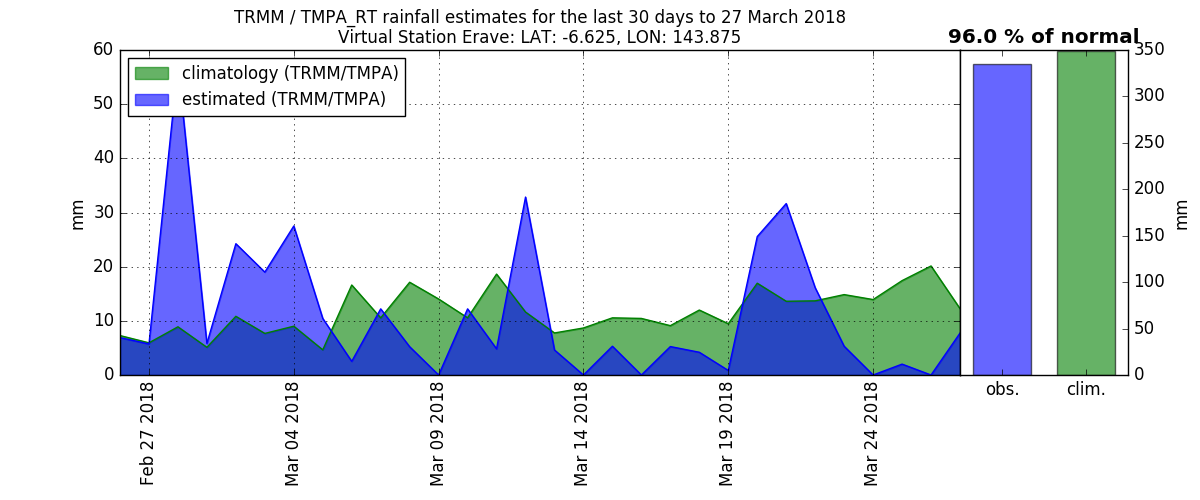 TRMM / TMPA_RT rainfall estimates for the last 30 days to 27 March 2018
Virtual Station Erave: LAT: -6.625, LON: 143.875
96.0 % of normal
climatology (TRMM/TMPA)
estimated (TRMM/TMPA)
60
50
40
30
20
10
0
mm
Feb 27 2018
Mar 04 2018
Mar 09 2018
Mar 14 2018
Mar 19 2018
Mar 24 2018
obs.
clim.
350
300
250
200
150
100
50
0
mm